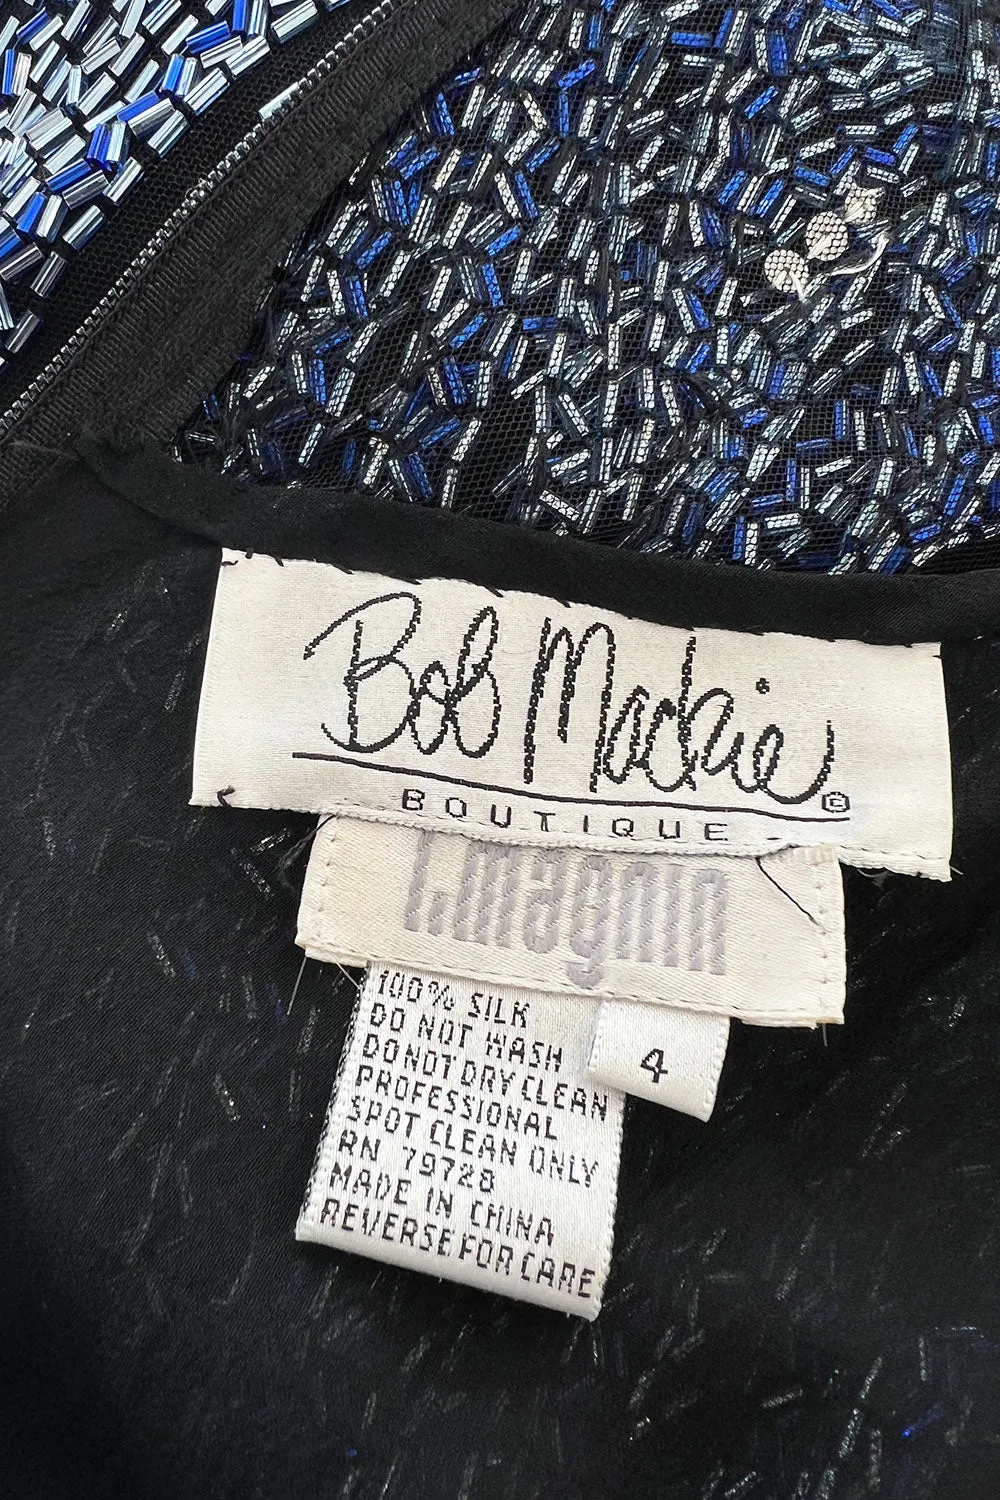 Bob Mackie ©
BOUTIQUE
I.magnin
100% SILK
DO NOT WASH
DO NOT DRY CLEAN
PROFESSIONAL
SPOT CLEAN ONLY
RN 79728
MADE IN CHINA
REVERSE FOR CARE
4